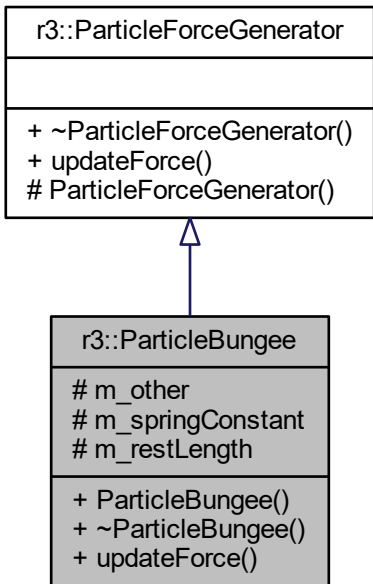 r3::ParticleForceGenerator
+ ~ParticleForceGenerator()
+ updateForce()
# ParticleForceGenerator()
r3::ParticleBungee
# m_other
# m_springConstant
# m_restLength
+ ParticleBungee()
+ ~ParticleBungee()
+ updateForce()